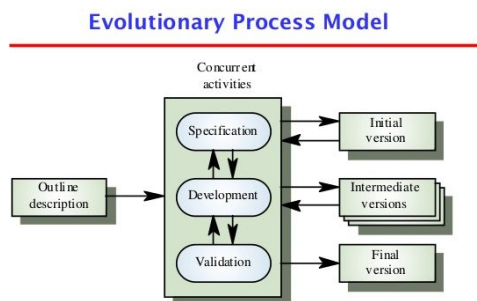 Evolutionary Process Model
Concurrent
activities
Specification
Initial
version
Outline
description
Development
Intermediate
versions
Validation
Final
version